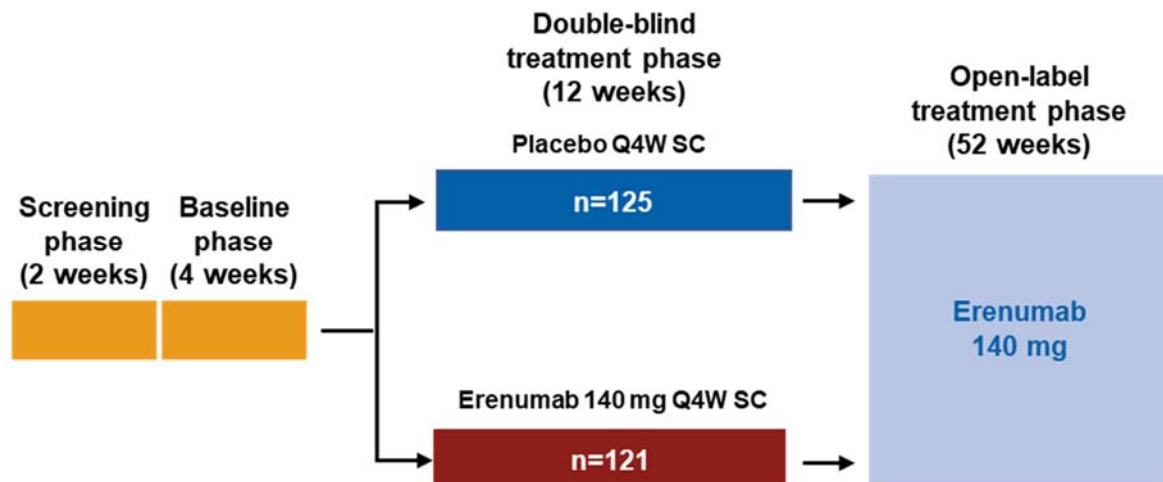 Screening
phase
(2 weeks)
Baseline
phase
(4 weeks)
Double-blind
treatment phase
(12 weeks)
Placebo Q4W SC
n=125
Erenumab 140 mg Q4W SC
n=121
Open-label
treatment phase
(52 weeks)
Erenumab
140 mg